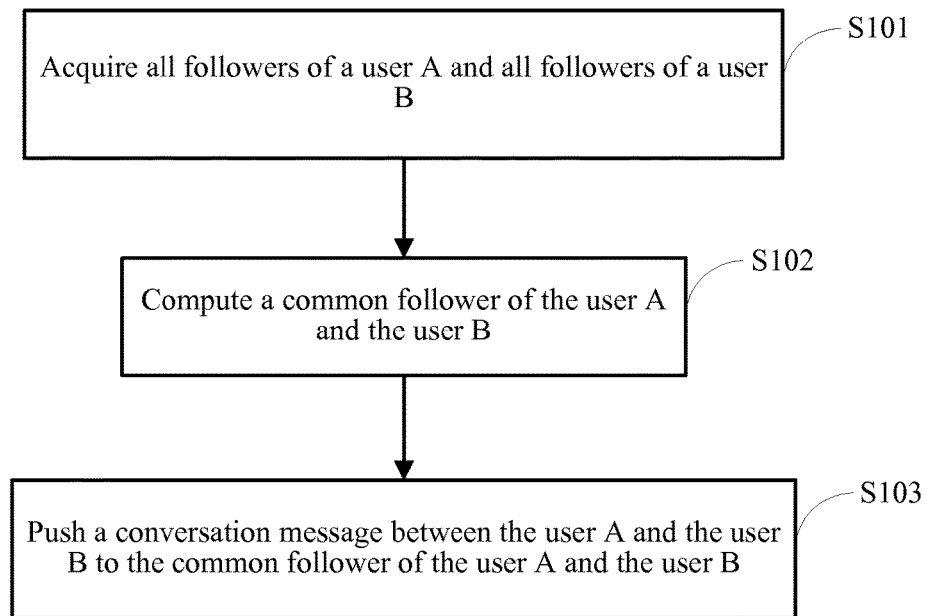 S101
Acquire all followers of a user A and all followers of a user
B
S102
Compute a common follower of the user A
and the user B
S103
Push a conversation message between the user A and the user
B to the common follower of the user A and the user B